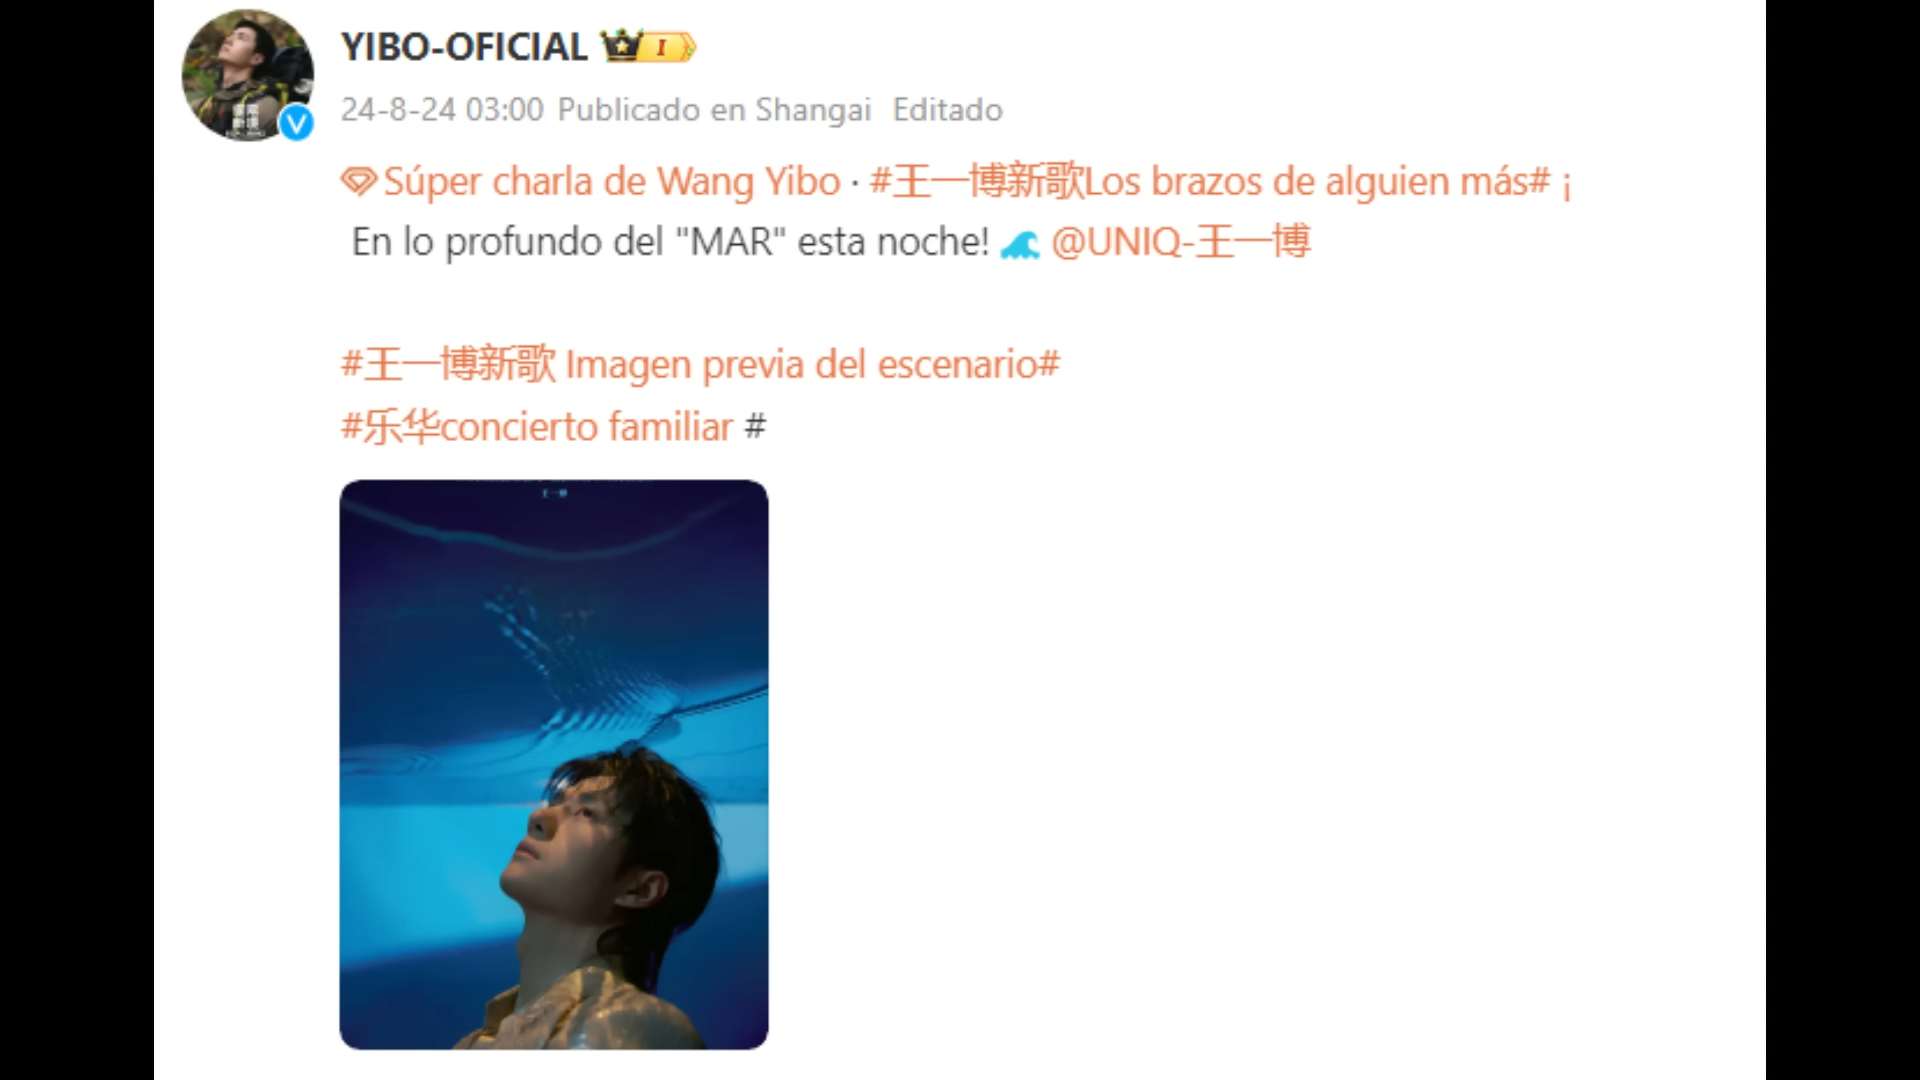 YIBO-OFICIAL I
24-8-24 03:00 Publicado en Shangai Editado
Súper charla de Wang Yibo · #王一博新歌Los brazos de alguien más# ¡
En lo profundo del "MAR" esta noche! @UNIQ-王一博
#王一博新歌 Imagen previa del escenario#
#乐华concierto familiar #
王一博